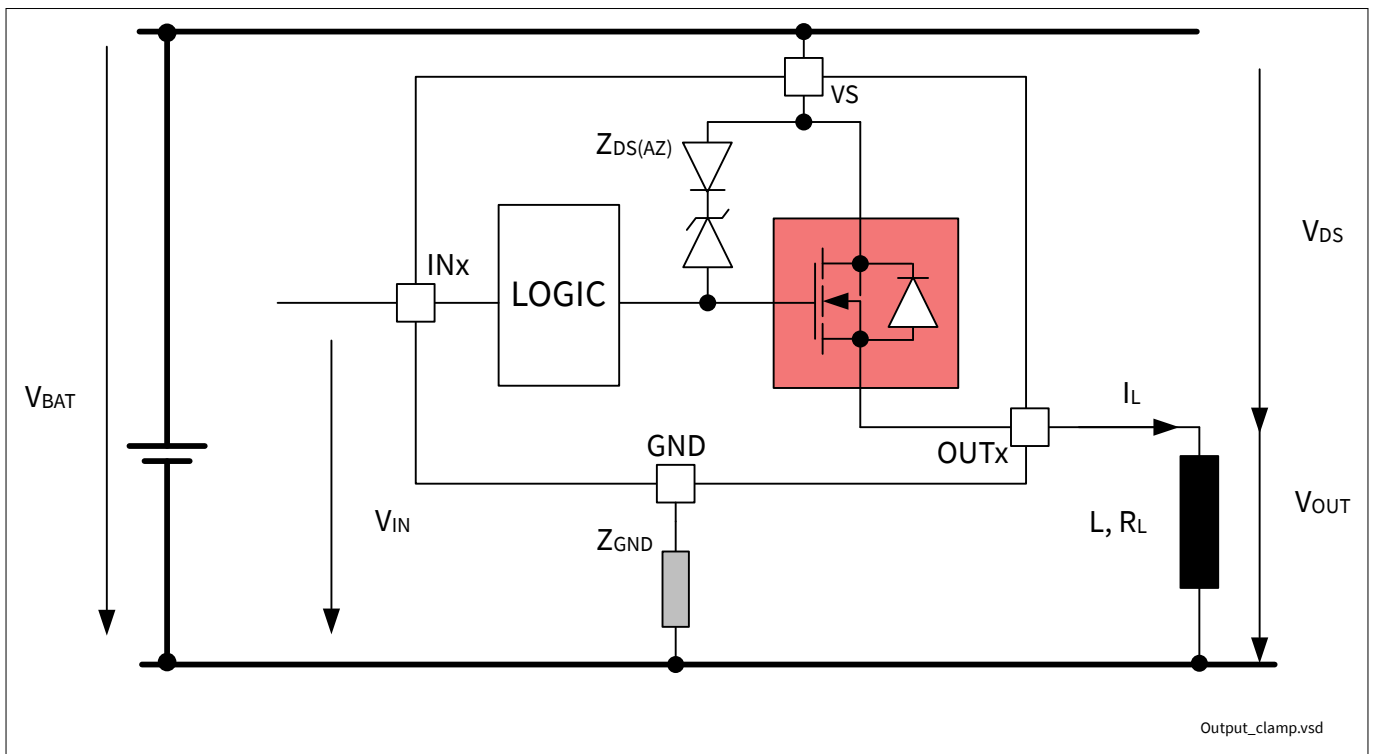 VS
ZDS(AZ)
VDS
INx
LOGIC
VBAT
IL
GND
OUTx
VOUT
VIN
L, RL
ZGND
Output_clamp.vsd